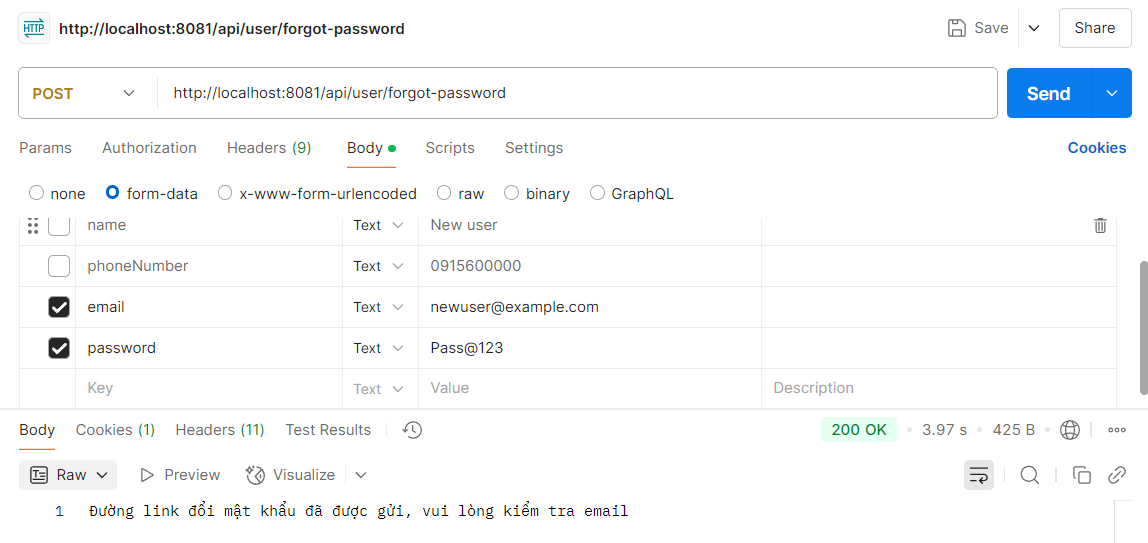 HTTP http://localhost:8081/api/user/forgot-password Save Share
POST http://localhost:8081/api/user/forgot-password Send
Params Authorization Headers (9) Body Scripts Settings Cookies
none form-data x-www-form-urlencoded raw binary GraphQL
name Text New user
phoneNumber Text 0915600000
email Text newuser@example.com
password Text Pass@123
Key Text Value Description
Body Cookies (1) Headers (11) Test Results 200 OK 3.97 s 425 B
Raw Preview Visualize
1 Đường link đổi mật khẩu đã được gửi, vui lòng kiểm tra email